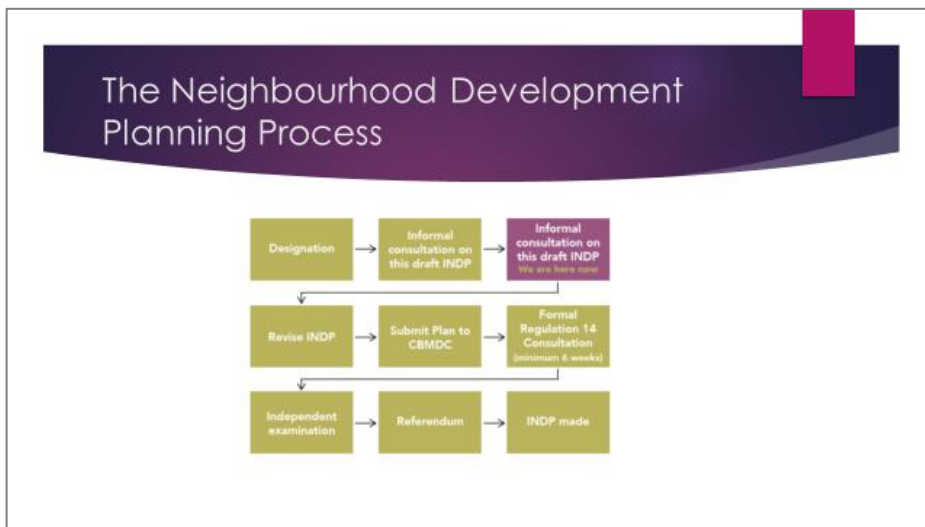 The Neighbourhood Development
Planning Process
Designation
Informal
consultation on
this draft INDP
Informal
consultation on
this draft INDP
We are here now
Revise INDP
Submit Plan to
CBMDC
Formal
Regulation 14
Consultation
(minimum 6 weeks)
Independent
examination
Referendum
INDP made